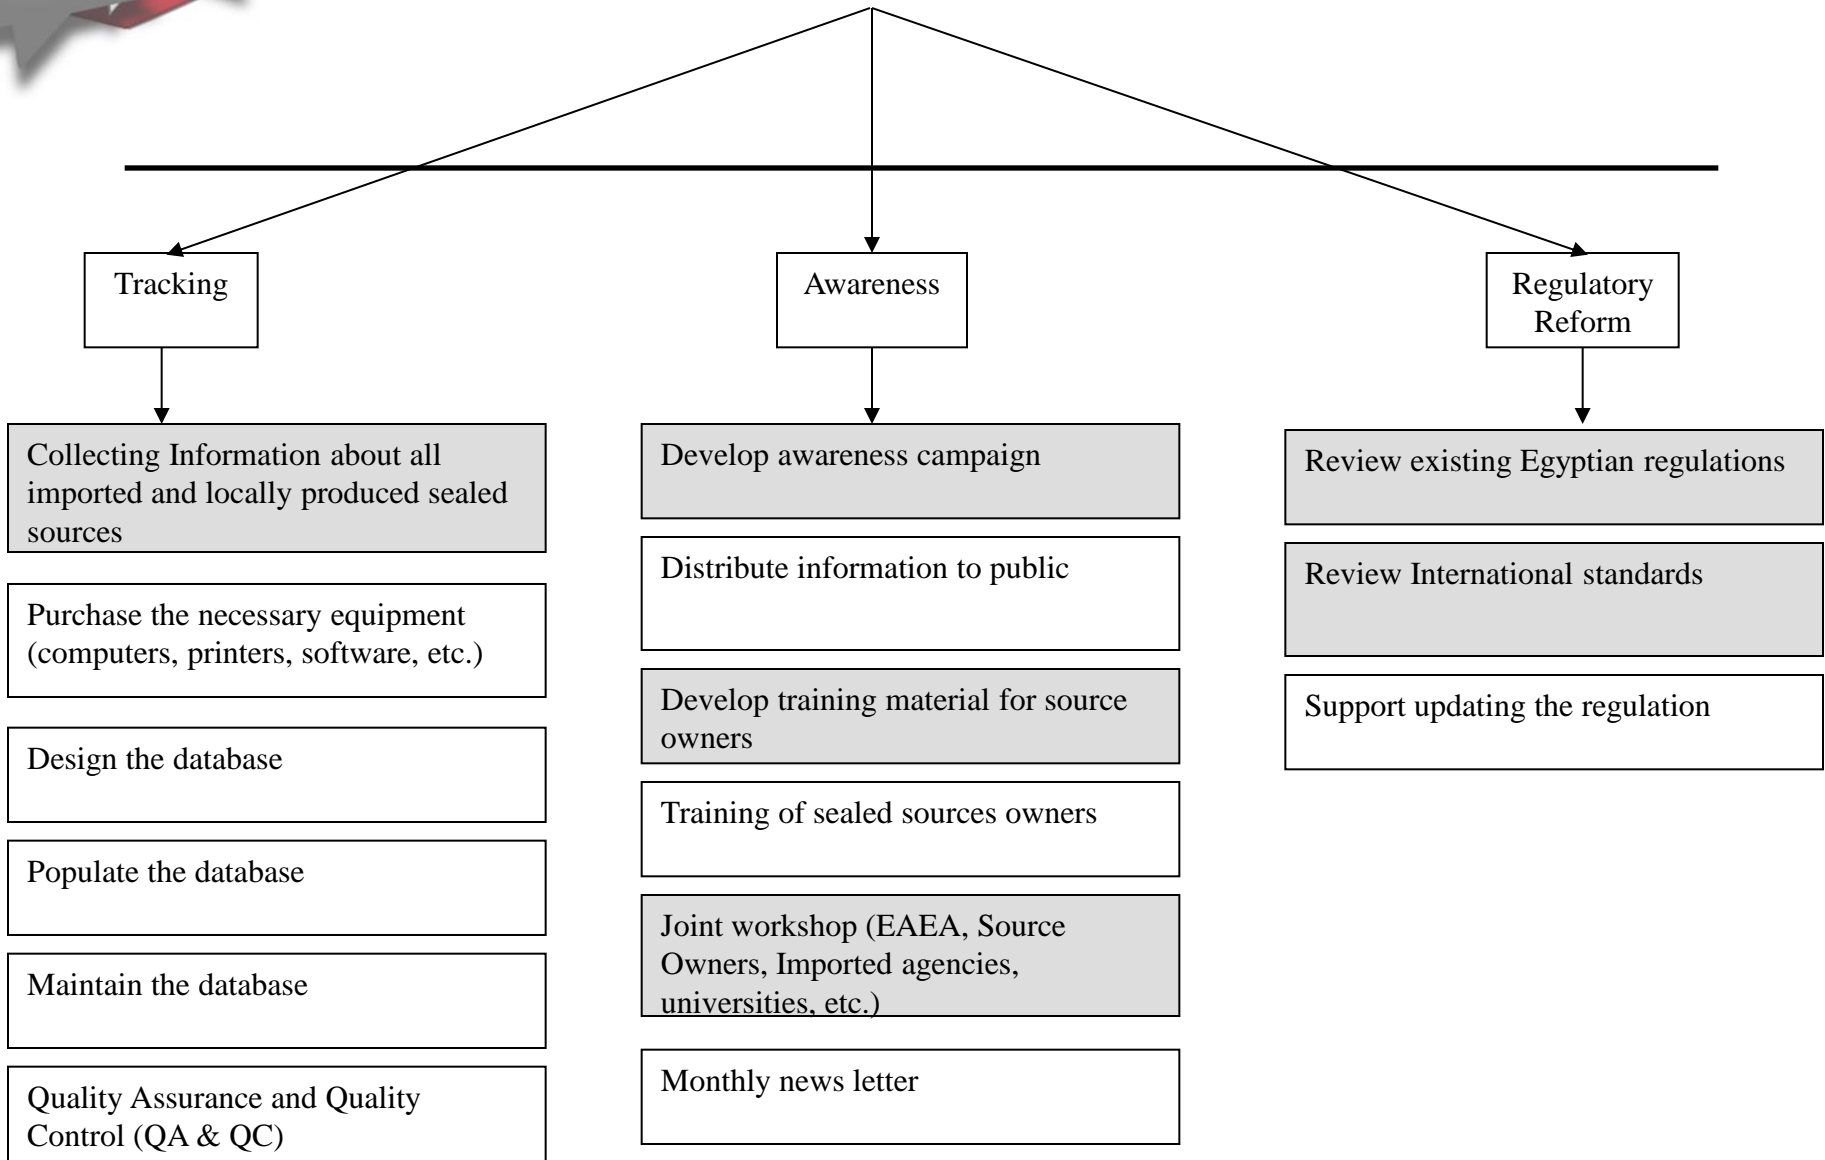 Tracking
Collecting Information about all
imported and locally produced sealed
sources
Purchase the necessary equipment
(computers, printers, software, etc.)
Design the database
Populate the database
Maintain the database
Quality Assurance and Quality
Control (QA & QC)
Awareness
Develop awareness campaign
Distribute information to public
Develop training material for source
owners
Training of sealed sources owners
Joint workshop (EAEA, Source
Owners, Imported agencies,
universities, etc.)
Monthly news letter
Regulatory
Reform
Review existing Egyptian regulations
Review International standards
Support updating the regulation